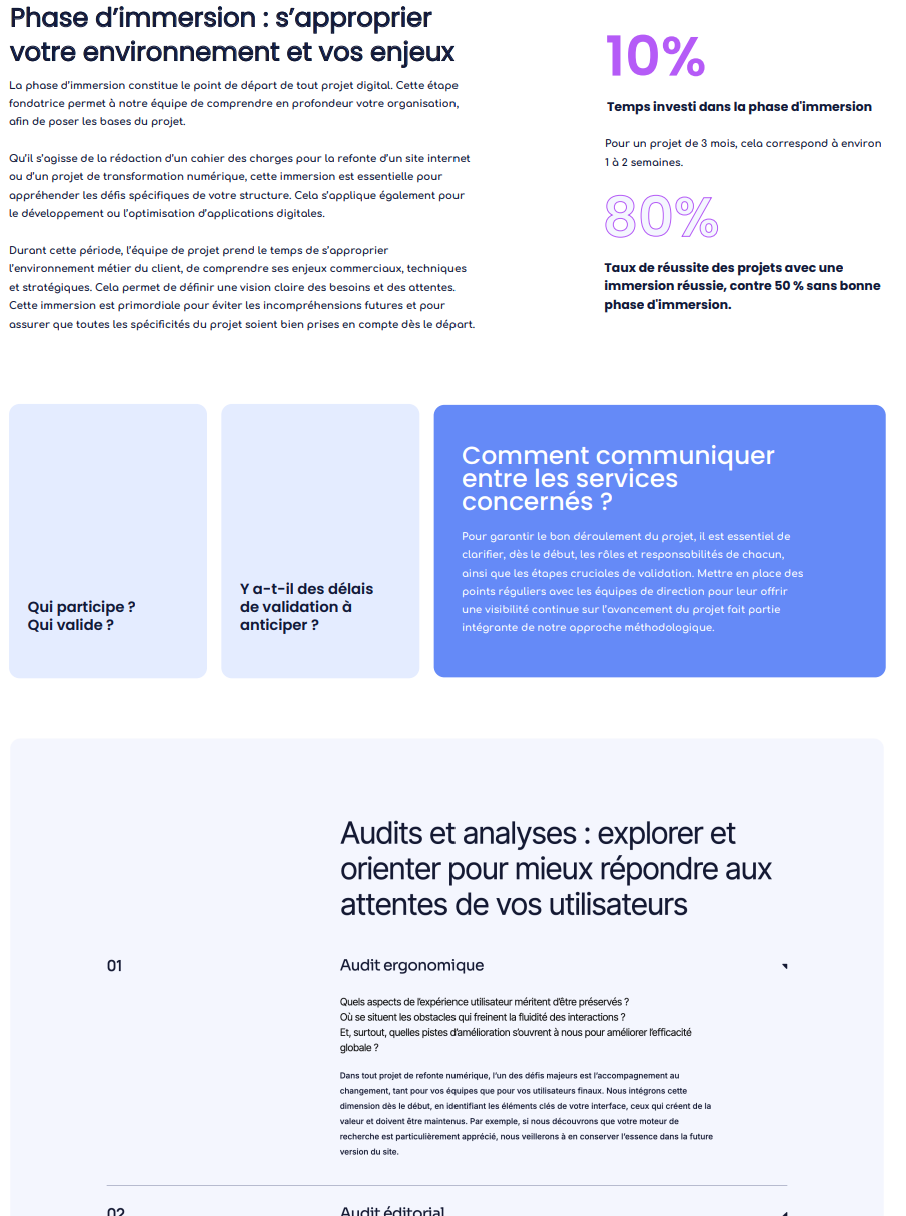 Phase d’immersion : s’approprier
votre environnement et vos enjeux
La phase d’immersion constitue le point de départ de tout projet digital. Cette étape
fondatrice permet à notre équipe de comprendre en profondeur votre organisation,
afin de poser les bases du projet.
Qu’il s’agisse de la rédaction d’un cahier des charges pour la refonte d’un site internet
ou d’un projet de transformation numérique, cette immersion est essentielle pour
appréhender les défis spécifiques de votre structure. Cela s’applique également pour
le développement ou l’optimisation d’applications digitales.
Durant cette période, l’équipe de projet prend le temps de s’approprier
l’environnement métier du client, de comprendre ses enjeux commerciaux, techniques
et stratégiques. Cela permet de définir une vision claire des besoins et des attentes.
Cette immersion est primordiale pour éviter les incompréhensions futures et pour
assurer que toutes les spécificités du projet soient bien prises en compte dès le départ.
10%
Temps investi dans la phase d'immersion
Pour un projet de 3 mois, cela correspond à environ
1 à 2 semaines.
80%
Taux de réussite des projets avec une
immersion réussie, contre 50 % sans bonne
phase d'immersion.
Qui participe ?
Qui valide ?
Y a-t-il des délais
de validation à
anticiper ?
Comment communiquer
entre les services
concernés ?
Pour garantir le bon déroulement du projet, il est essentiel de
clarifier, dès le début, les rôles et responsabilités de chacun,
ainsi que les étapes cruciales de validation. Mettre en place des
points réguliers avec les équipes de direction pour leur offrir
une visibilité continue sur l’avancement du projet fait partie
intégrante de notre approche méthodologique.
Audits et analyses : explorer et
orienter pour mieux répondre aux
attentes de vos utilisateurs
01
Audit ergonomique
Quels aspects de l’expérience utilisateur méritent d’être préservés ?
Où se situent les obstacles qui freinent la fluidité des interactions ?
Et, surtout, quelles pistes d’amélioration s’ouvrent à nous pour améliorer l’efficacité
globale ?
Dans tout projet de refonte numérique, l’un des défis majeurs est l’accompagnement au
changement, tant pour vos équipes que pour vos utilisateurs finaux. Nous intégrons cette
dimension dès le début, en identifiant les éléments clés de votre interface, ceux qui créent de la
valeur et doivent être maintenus. Par exemple, si nous découvrons que votre moteur de
recherche est particulièrement apprécié, nous veillerons à en conserver l’essence dans la future
version du site.
02
Audit éditorial